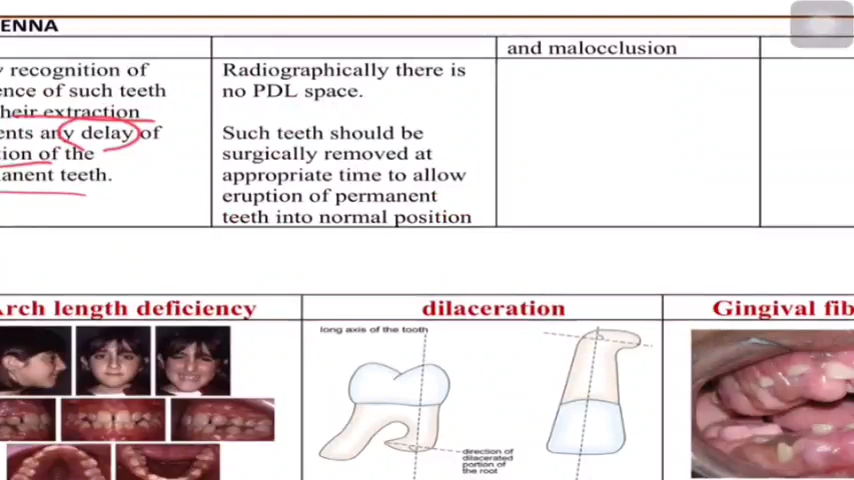 ENNA
and malocclusion
y recognition of
ence of such teeth
heir extraction
ents any delay of
tion of the
anent teeth.
Radiographically there is
no PDL space.
Such teeth should be
surgically removed at
appropriate time to allow
eruption of permanent
teeth into normal position
Arch length deficiency
dilaceration
Gingival fib
long axis of the tooth
direction of
dilacerated
portion of
the root